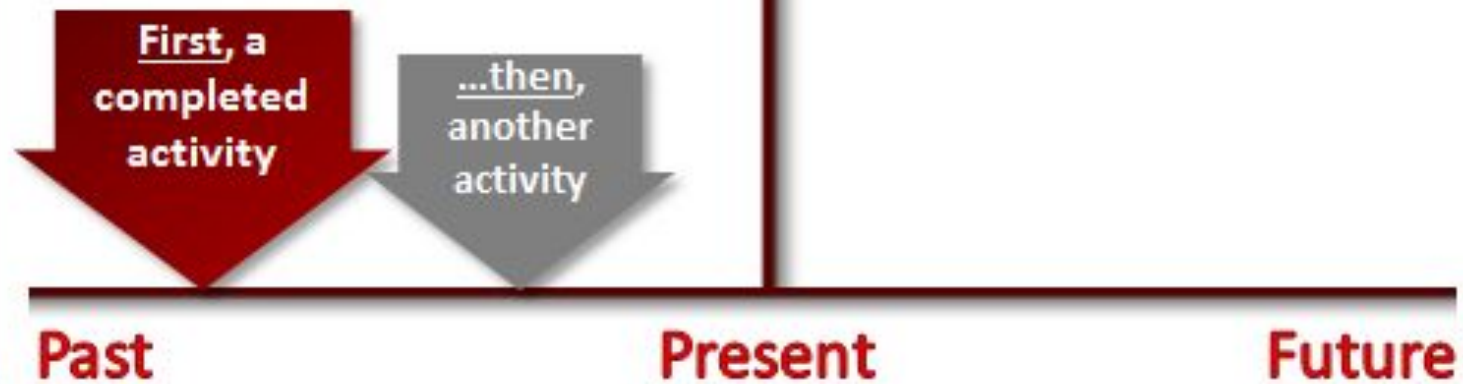 First, a
completed
activity
...then,
another
activity
Past Present Future